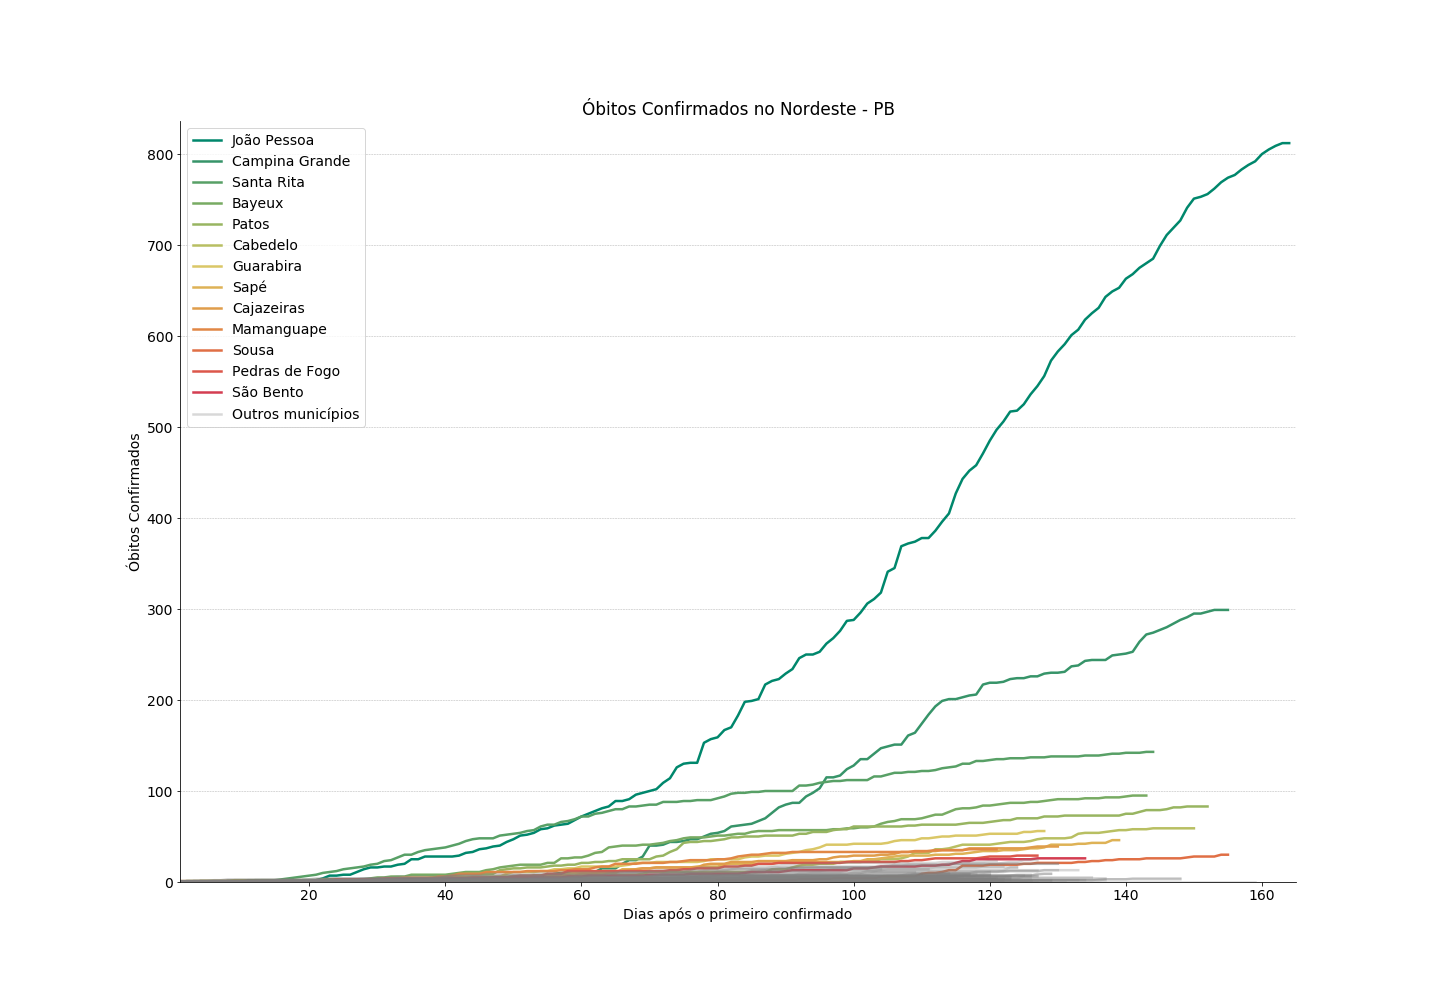 Óbitos Confirmados no Nordeste - PB
João Pessoa
Campina Grande
Santa Rita
Bayeux
Patos
Cabedelo
Guarabira
Sapé
Cajazeiras
Mamanguape
Sousa
Pedras de Fogo
São Bento
Outros municípios
Óbitos Confirmados
800
700
600
500
400
300
200
100
0
20 40 60 80 100 120 140 160
Dias após o primeiro confirmado